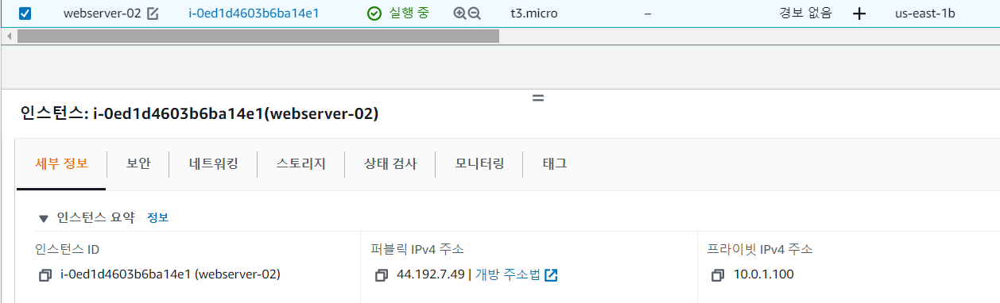 webserver-02 i-0ed1d4603b6ba14e1 실행 중 t3.micro – 경보 없음 + us-east-1b
인스턴스: i-0ed1d4603b6ba14e1(webserver-02)
세부 정보 보안 네트워킹 스토리지 상태 검사 모니터링 태그
▼ 인스턴스 요약 정보
인스턴스 ID 퍼블릭 IPv4 주소 프라이빗 IPv4 주소
i-0ed1d4603b6ba14e1 (webserver-02) 44.192.7.49 | 개방 주소법 10.0.1.100